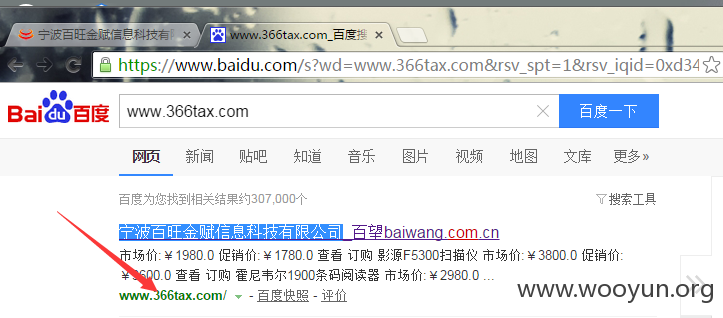 宁波百旺金赋信息科技有 www.366tax.com_百度搜
https://www.baidu.com/s?wd=www.366tax.com&rsv_spt=1&rsv_iqid=0xd34
Bai du 百度 www.366tax.com 百度一下
网页 新闻 贴吧 知道 音乐 图片 视频 地图 文库 更多»
百度为您找到相关结果约307,000个 搜索工具
宁波百旺金赋信息科技有限公司_百望baiwang.com.cn
市场价:￥1980.0 促销价:￥1780.0 查看 订购 影源F5300扫描仪 市场价:￥3800.0 促销价:
￥3600.0 查看 订购 霍尼韦尔1900条码阅读器 市场价:￥2980.0 ...
www.366tax.com/ - 百度快照 - 评价
www.wooyun.org